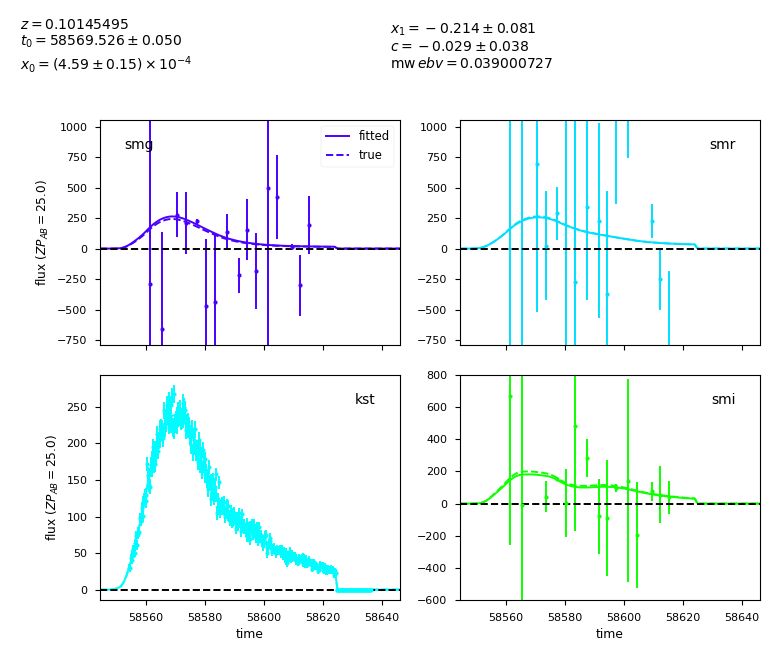 z = 0.10145495
t₀ = 58569.526 ± 0.050
x₀ = (4.59 ± 0.15) × 10⁻⁴
x₁ = −0.214 ± 0.081
c = −0.029 ± 0.038
mw ebv = 0.039000727
smg
fitted
true
1000
750
500
250
0
−250
−500
−750
flux (ZP_AB = 25.0)
smr
1000
750
500
250
0
−250
−500
−750
kst
250
200
150
100
50
0
flux (ZP_AB = 25.0)
58560 58580 58600 58620 58640
time
smi
800
600
400
200
0
−200
−400
−600
58560 58580 58600 58620 58640
time